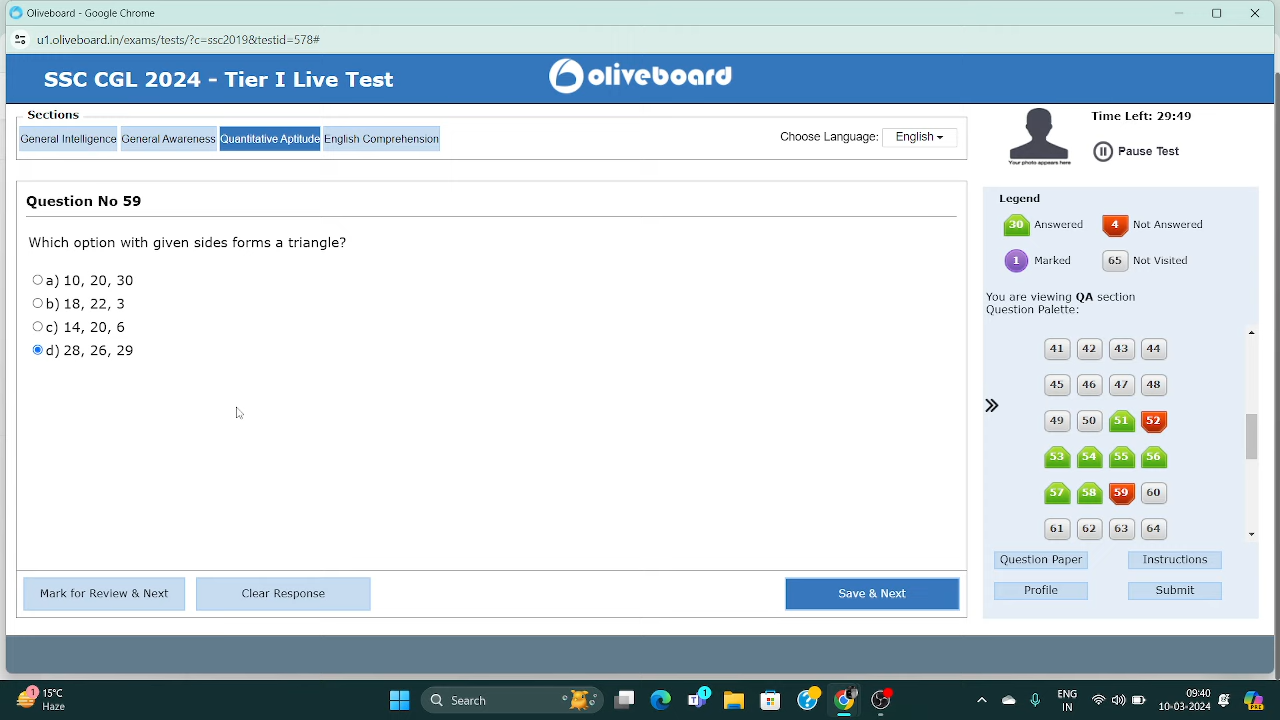 Oliveboard - Google Chrome
u1.oliveboard.in/exams/tests/?c=ssc2019&testid=578#
SSC CGL 2024 - Tier I Live Test
oliveboard
Sections
General Intelligence General Awareness Quantitative Aptitude English Comprehension
Choose Language: English
Your photo appears here
Time Left: 29:49
Pause Test
Question No 59
Which option with given sides forms a triangle?
a) 10, 20, 30
b) 18, 22, 3
c) 14, 20, 6
d) 28, 26, 29
Mark for Review & Next
Clear Response
Save & Next
Legend
30 Answered 4 Not Answered
1 Marked 65 Not Visited
You are viewing QA section
Question Palette:
41 42 43 44
45 46 47 48
49 50 51 52
53 54 55 56
57 58 59 60
61 62 63 64
Question Paper Instructions
Profile Submit
1
15°C
Haze
Search
1
ENG
IN
09:40
10-03-2024